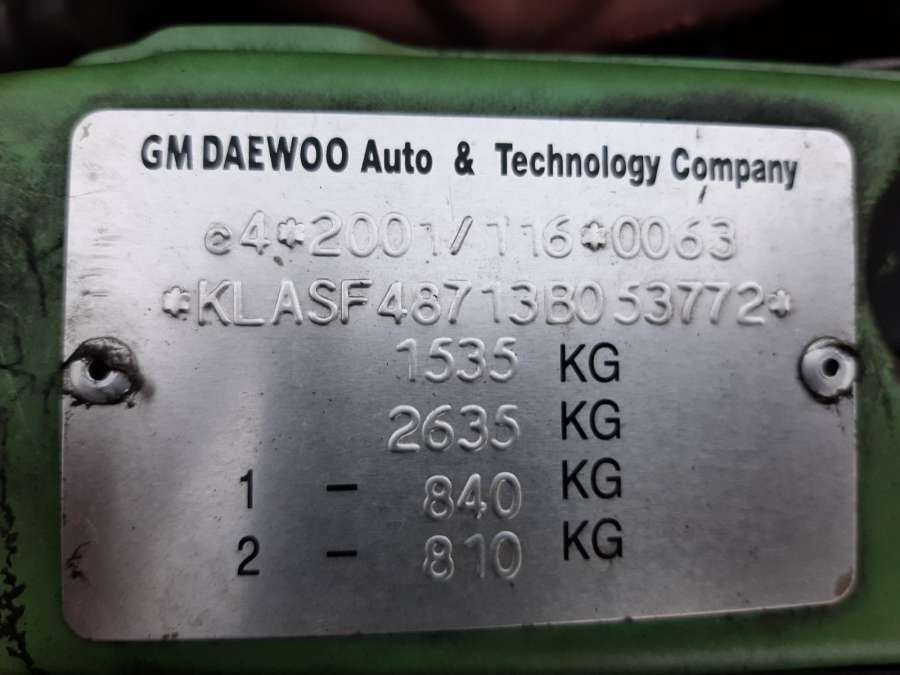 GM DAEWOO Auto & Technology Company
e4*2001/116*0063
*KLASF48713B053772*
1535 KG
2635 KG
1 - 840 KG
2 - 810 KG